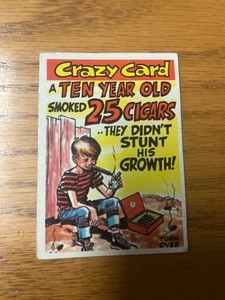 Crazy Card
A TEN YEAR OLD
SMOKED 25 CIGARS
..THEY DIDN'T
STUNT
HIS
GROWTH!
TURN
OVER